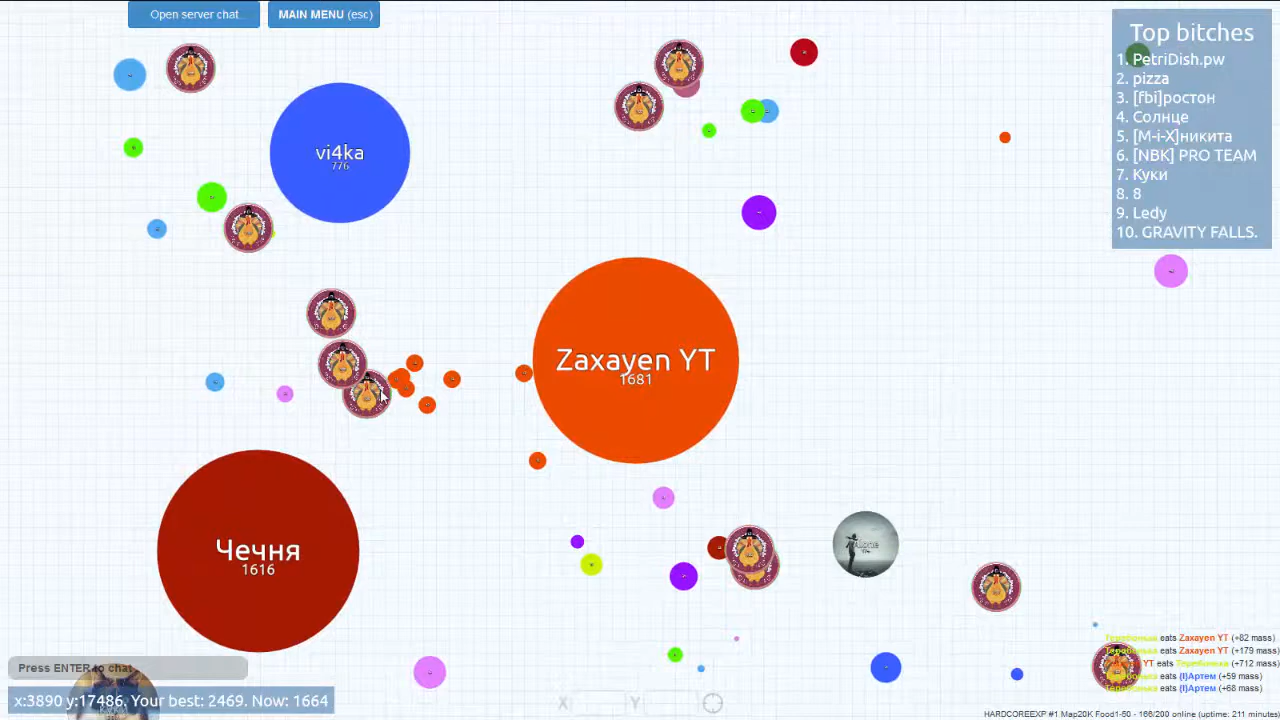 Open server chat
MAIN MENU (esc)
Top bitches
1. PetriDish.pw
2. pizza
3. [fbi]ростон
4. Солнце
5. [M-i-X]никита
6. [NBK] PRO TEAM
7. Куки
8. 8
9. Ledy
10. GRAVITY FALLS.
vi4ka
776
Zaxayen YT
1681
Alone
Чечня
1616
eats Zaxayen YT (+82 mass)
eats Zaxayen YT (+179 mass)
YT eats (+712 mass)
eats (I)Артем (+59 mass)
eats (I)Артем (+68 mass)
Press ENTER to chat
x:3890 y:17486. Your best: 2469. Now: 1664
X
Y
HARDCOREEXP #1 Map20K Food1-50 - 166/200 online (uptime: 211 minutes)